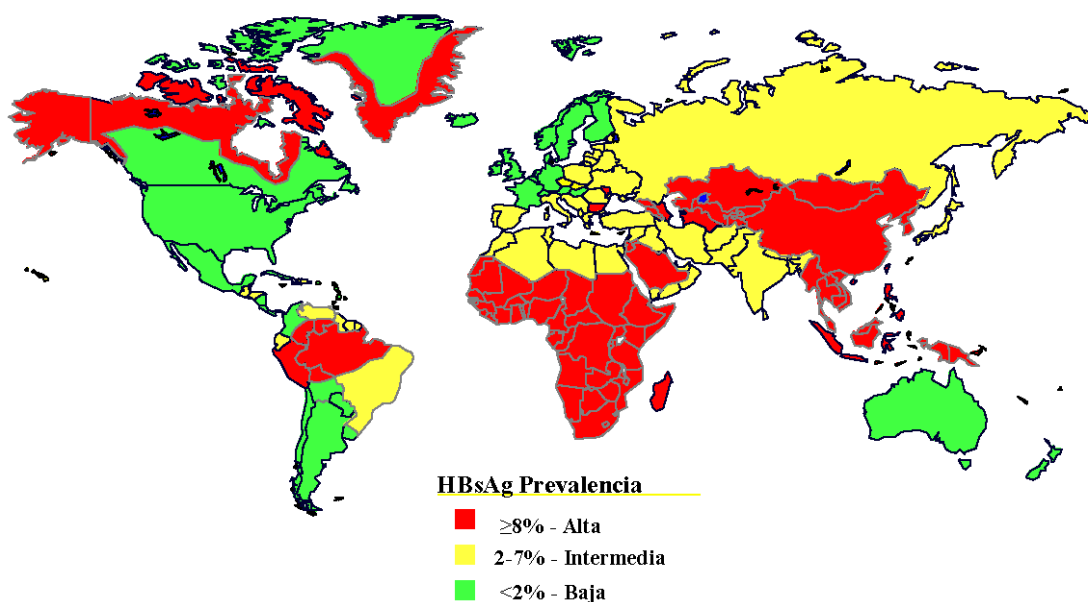 HBsAg Prevalencia
≥8% - Alta
2-7% - Intermedia
<2% - Baja